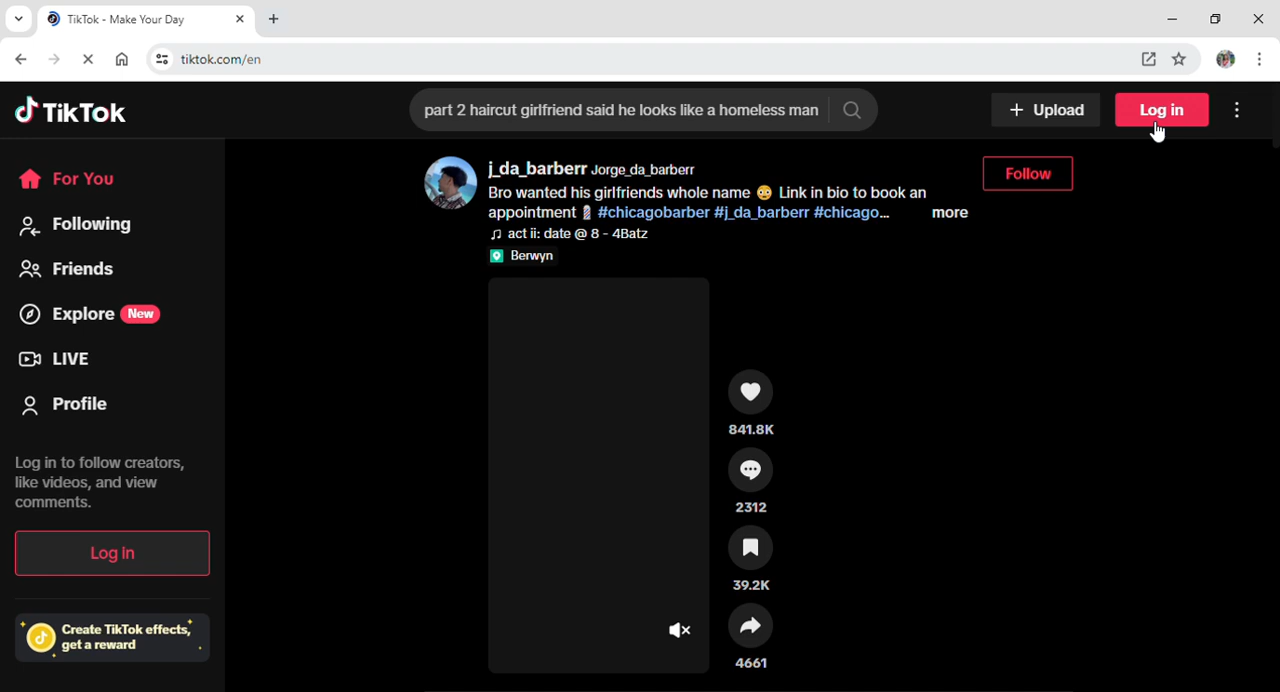 TikTok - Make Your Day
tiktok.com/en
TikTok
part 2 haircut girlfriend said he looks like a homeless man
Upload
Log in
For You
Following
Friends
Explore New
LIVE
Profile
Log in to follow creators,
like videos, and view
comments.
Log in
Create TikTok effects,
get a reward
j_da_barberr Jorge_da_barberr
Follow
Bro wanted his girlfriends whole name 😳 Link in bio to book an
appointment 💈 #chicagobarber #j_da_barberr #chicago... more
♫ act ii: date @ 8 - 4Batz
Berwyn
841.8K
2312
39.2K
4661